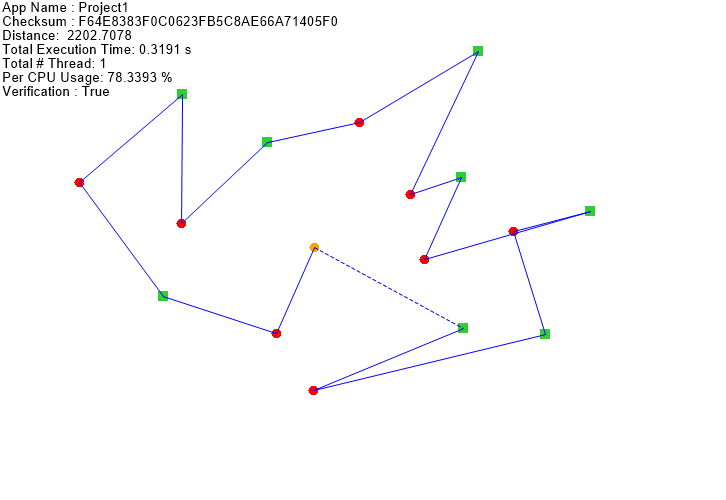 App Name : Project1
Checksum : F64E8383F0C0623FB5C8AE66A71405F0
Distance:  2202.7078
Total Execution Time: 0.3191 s
Total # Thread: 1
Per CPU Usage: 78.3393 %
Verification : True